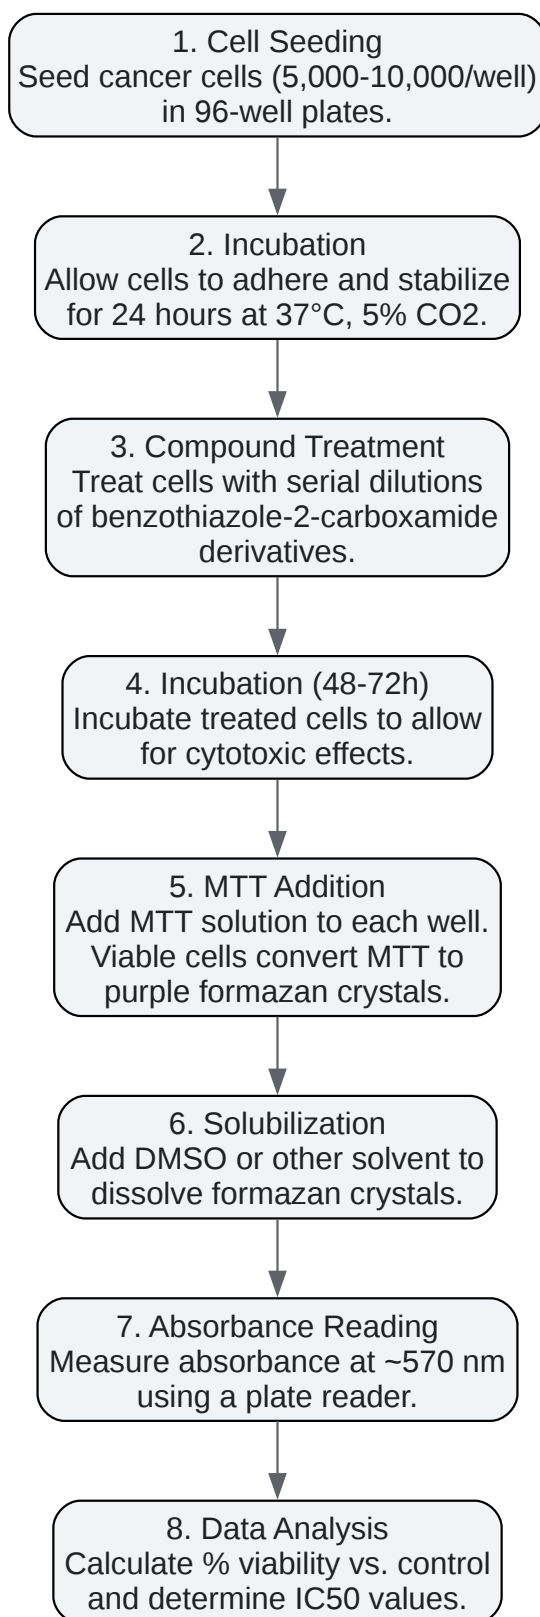 1. Cell Seeding
Seed cancer cells (5,000-10,000/well)
in 96-well plates.
2. Incubation
Allow cells to adhere and stabilize
for 24 hours at 37°C, 5% CO2.
3. Compound Treatment
Treat cells with serial dilutions
of benzothiazole-2-carboxamide
derivatives.
4. Incubation (48-72h)
Incubate treated cells to allow
for cytotoxic effects.
5. MTT Addition
Add MTT solution to each well.
Viable cells convert MTT to
purple formazan crystals.
6. Solubilization
Add DMSO or other solvent to
dissolve formazan crystals.
7. Absorbance Reading
Measure absorbance at ~570 nm
using a plate reader.
8. Data Analysis
Calculate % viability vs. control
and determine IC50 values.